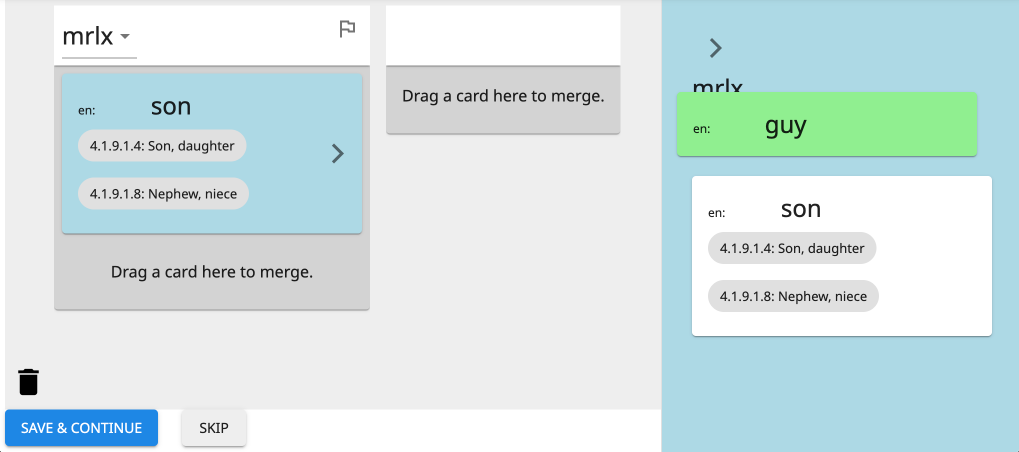 mrlx
en: son
4.1.9.1.4: Son, daughter
4.1.9.1.8: Nephew, niece
Drag a card here to merge.
Drag a card here to merge.
SAVE & CONTINUE
SKIP
mrlx
en: guy
en: son
4.1.9.1.4: Son, daughter
4.1.9.1.8: Nephew, niece